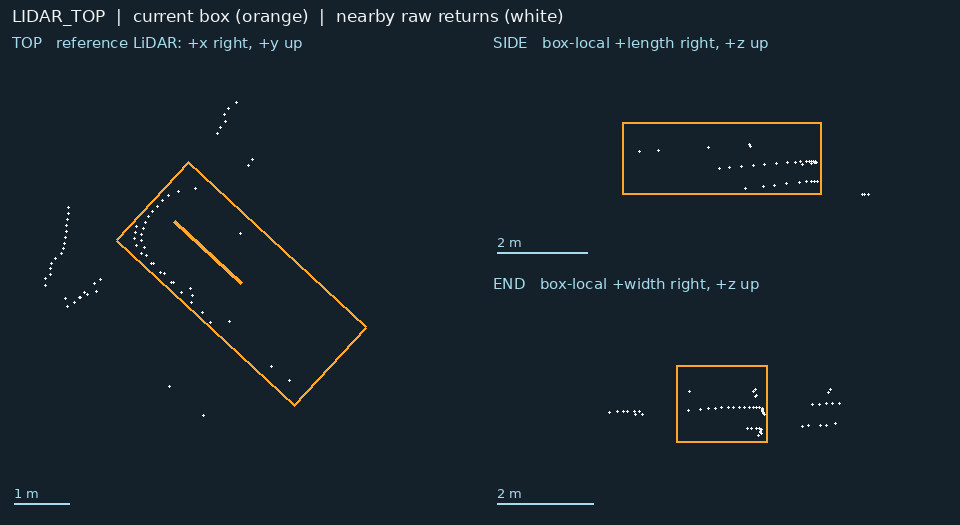 LIDAR_TOP | current box (orange) | nearby raw returns (white)
TOP reference LiDAR: +x right, +y up
SIDE box-local +length right, +z up
2 m
END box-local +width right, +z up
1 m
2 m